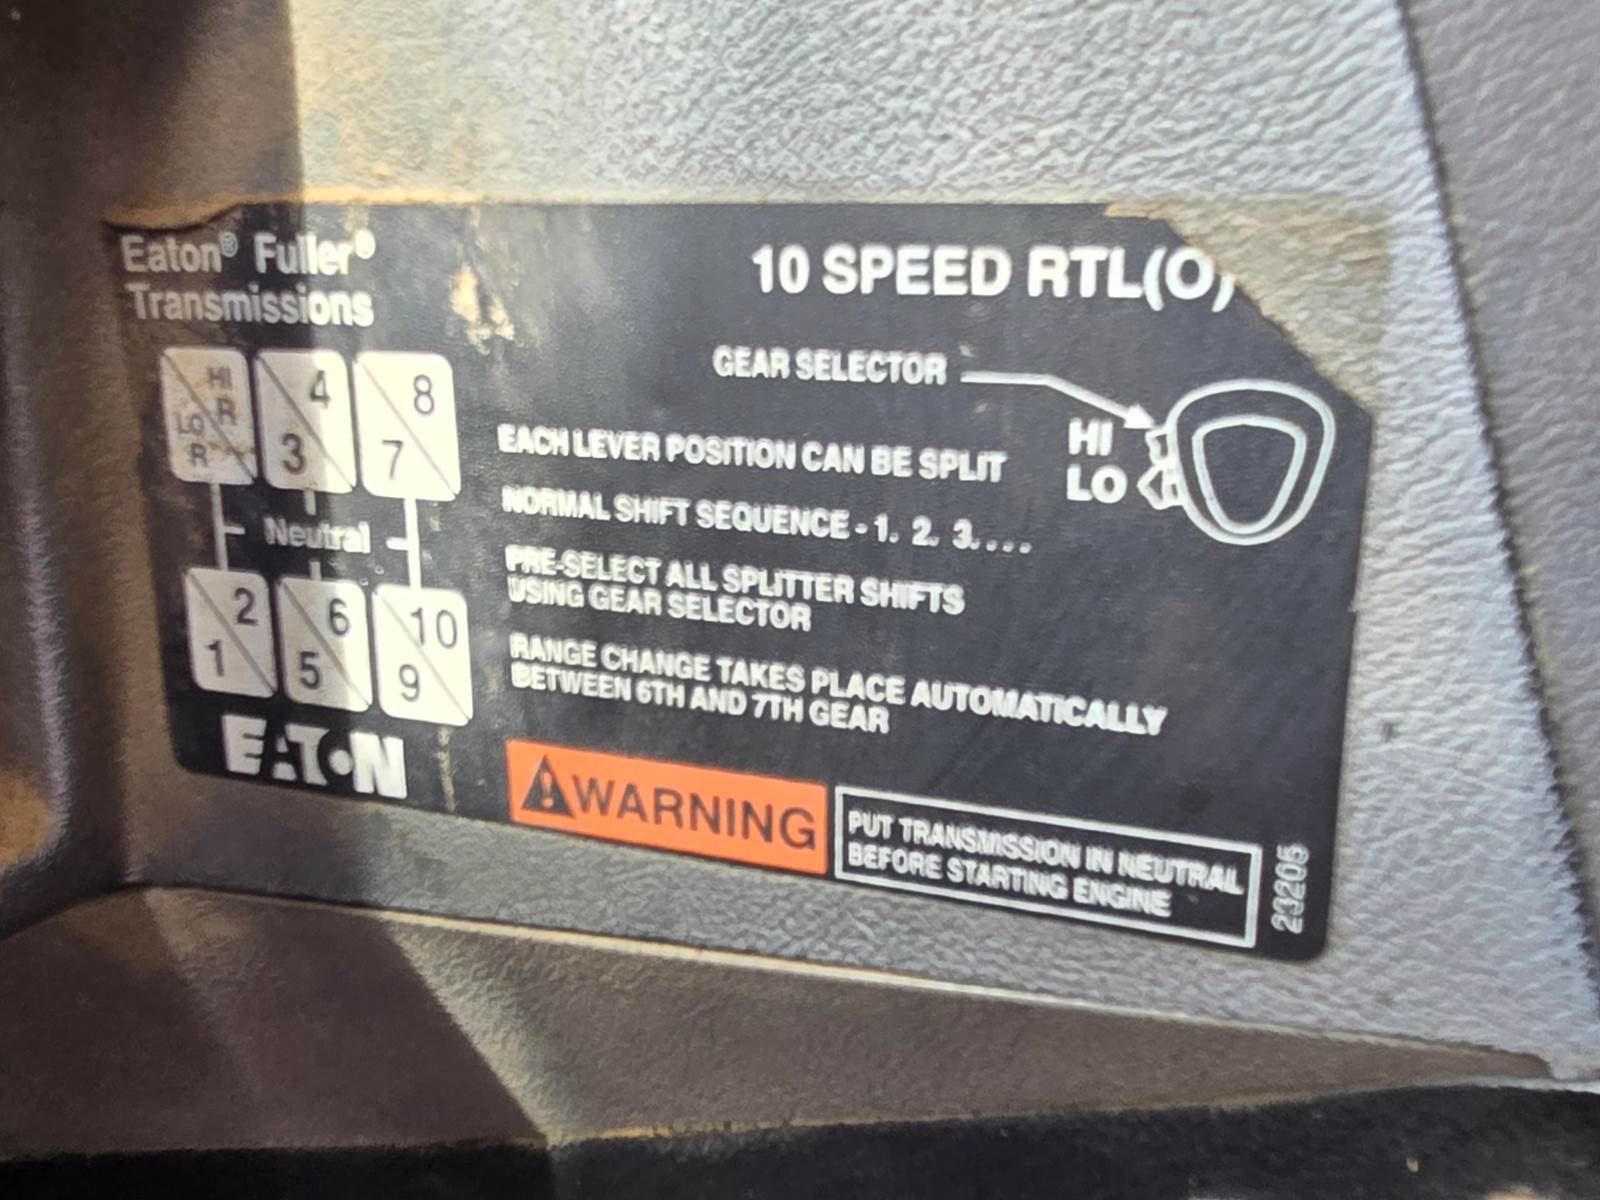 Eaton® Fuller®
Transmissions
10 SPEED RTL(O)
GEAR SELECTOR
HI
LO
HI
R
LO
R
4
3
8
7
Neutral
2
1
6
5
10
9
EACH LEVER POSITION CAN BE SPLIT
NORMAL SHIFT SEQUENCE - 1. 2. 3. . . .
PRE-SELECT ALL SPLITTER SHIFTS
USING GEAR SELECTOR
RANGE CHANGE TAKES PLACE AUTOMATICALLY
BETWEEN 6TH AND 7TH GEAR
EATON
WARNING
PUT TRANSMISSION IN NEUTRAL
BEFORE STARTING ENGINE
23205